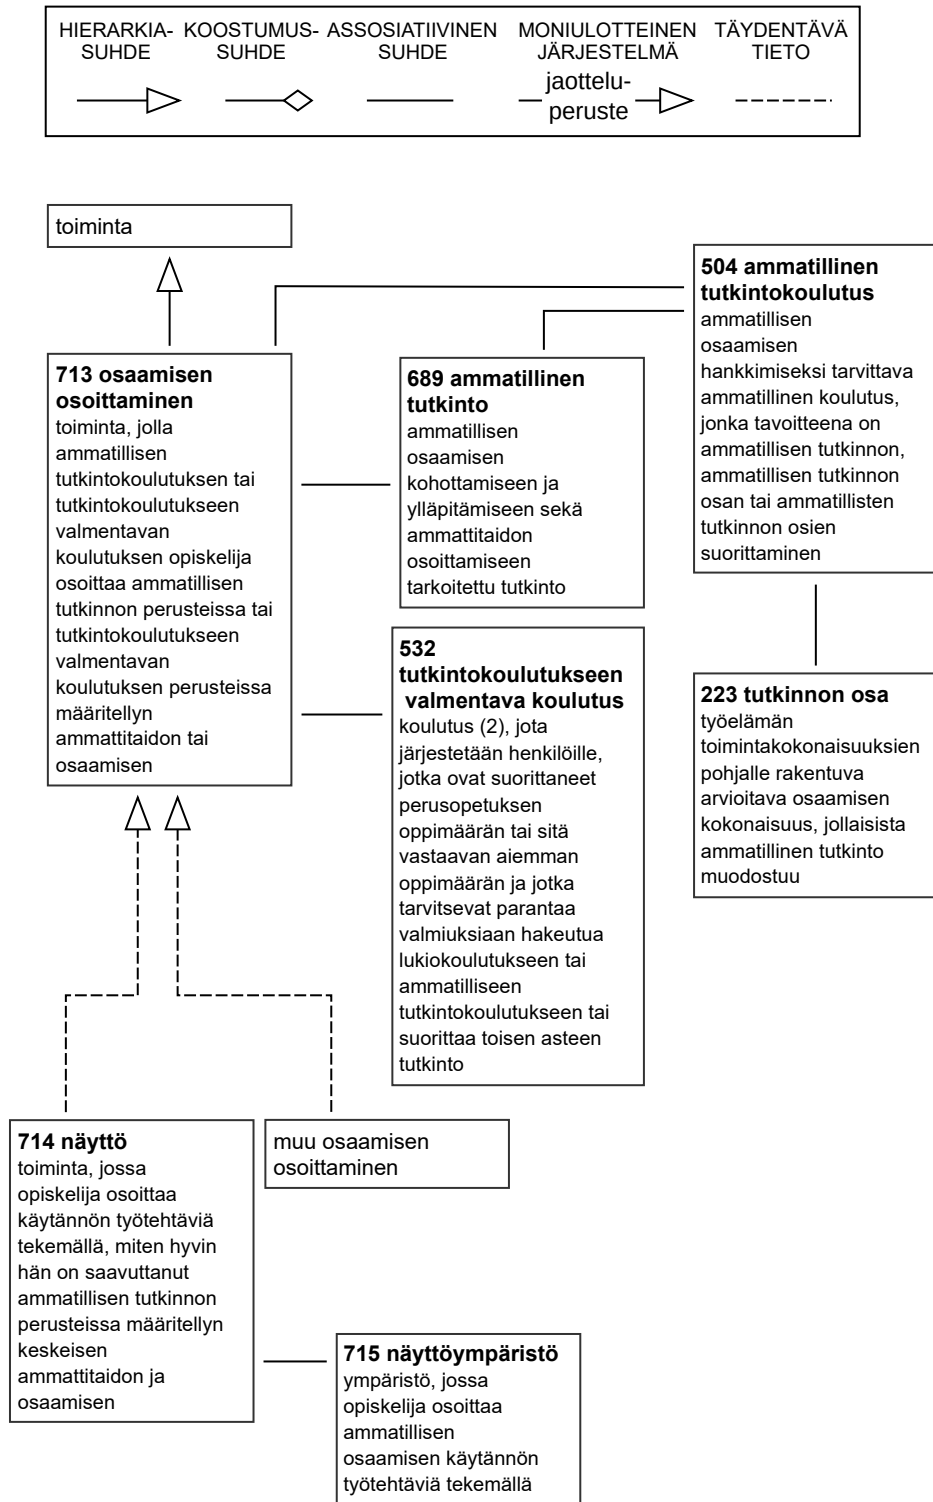 HIERARKIA-
SUHDE
KOOSTUMUS-
SUHDE
ASSOSIATIIVINEN
SUHDE
MONIULOTTEINEN
JÄRJESTELMÄ
jaottelu-
peruste
TÄYDENTÄVÄ
TIETO
toiminta
504 ammatillinen
tutkintokoulutus
ammatillisen
osaamisen
hankkimiseksi tarvittava
ammatillinen koulutus,
jonka tavoitteena on
ammatillisen tutkinnon,
ammatillisen tutkinnon
osan tai ammatillisten
tutkinnon osien
suorittaminen
713 osaamisen
osoittaminen
toiminta, jolla
ammatillisen
tutkintokoulutuksen tai
tutkintokoulutukseen
valmentavan
koulutuksen opiskelija
osoittaa ammatillisen
tutkinnon perusteissa tai
tutkintokoulutukseen
valmentavan
koulutuksen perusteissa
määritellyn
ammattitaidon tai
osaamisen
689 ammatillinen
tutkinto
ammatillisen
osaamisen
kohottamiseen ja
ylläpitämiseen sekä
ammattitaidon
osoittamiseen
tarkoitettu tutkinto
532
tutkintokoulutukseen
valmentava koulutus
koulutus (2), jota
järjestetään henkilöille,
jotka ovat suorittaneet
perusopetuksen
oppimäärän tai sitä
vastaavan aiemman
oppimäärän ja jotka
tarvitsevat parantaa
valmiuksiaan hakeutua
lukiokoulutukseen tai
ammatilliseen
tutkintokoulutukseen tai
suorittaa toisen asteen
tutkinto
223 tutkinnon osa
työelämän
toimintakokonaisuuksien
pohjalle rakentuva
arvioitava osaamisen
kokonaisuus, jollaisista
ammatillinen tutkinto
muodostuu
714 näyttö
toiminta, jossa
opiskelija osoittaa
käytännön työtehtäviä
tekemällä, miten hyvin
hän on saavuttanut
ammatillisen tutkinnon
perusteissa määritellyn
keskeisen
ammattitaidon ja
osaamisen
muu osaamisen
osoittaminen
715 näyttöympäristö
ympäristö, jossa
opiskelija osoittaa
ammatillisen
osaamisen käytännön
työtehtäviä tekemällä